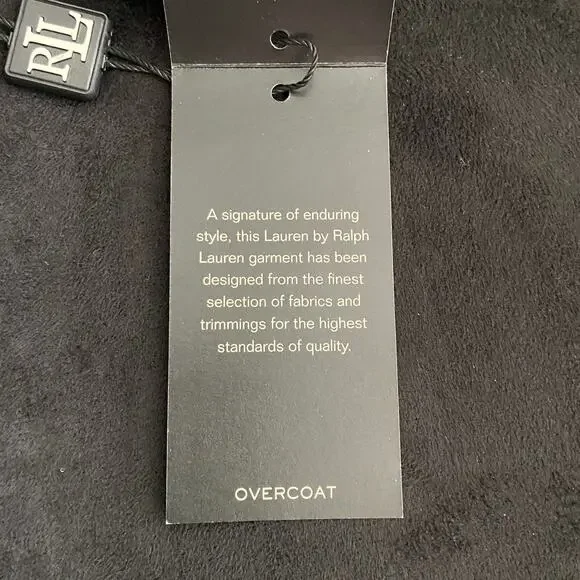 RLL
A signature of enduring
style, this Lauren by Ralph
Lauren garment has been
designed from the finest
selection of fabrics and
trimmings for the highest
standards of quality.
OVERCOAT